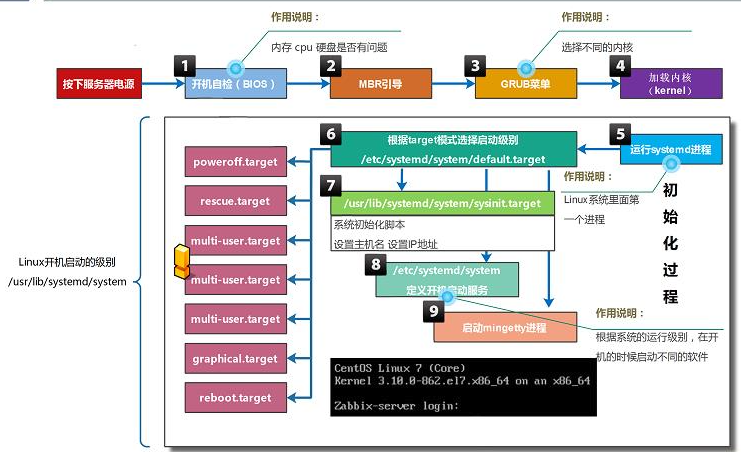 作用说明：
作用说明：
内存 cpu 硬盘是否有问题
选择不同的内核
按下服务器电源
1
开机自检（BIOS）
2
MBR引导
3
GRUB菜单
4
加载内核
（kernel）
6
根据target模式选择启动级别
/etc/systemd/system/default.target
5
运行systemd进程
poweroff.target
rescue.target
multi-user.target
multi-user.target
multi-user.target
graphical.target
reboot.target
7
/usr/lib/systemd/system/sysinit.target
系统初始化脚本
设置主机名 设置IP地址
作用说明：
Linux系统里面第
一个进程
初
始
化
过
程
Linux开机启动的级别
/usr/lib/systemd/system
8
/etc/systemd/system
定义开机启动服务
9
启动mingetty进程
作用说明：
根据系统的运行级别，在开
机的时候启动不同的软件
CentOS Linux 7 (Core)
Kernel 3.10.0-862.el7.x86_64 on an x86_64
Zabbix-server login: